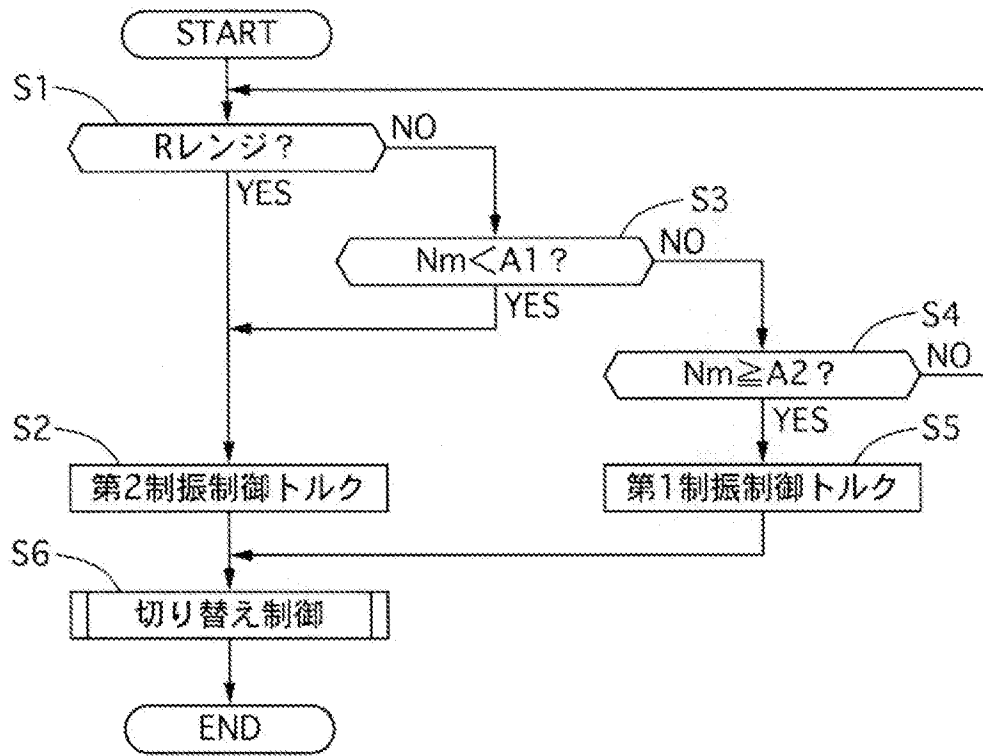 START
S1
Rレンジ?
NO
YES
S3
Nm<A1?
NO
YES
S4
Nm≧A2?
NO
YES
S2
第2制振制御トルク
S5
第1制振制御トルク
S6
切り替え制御
END